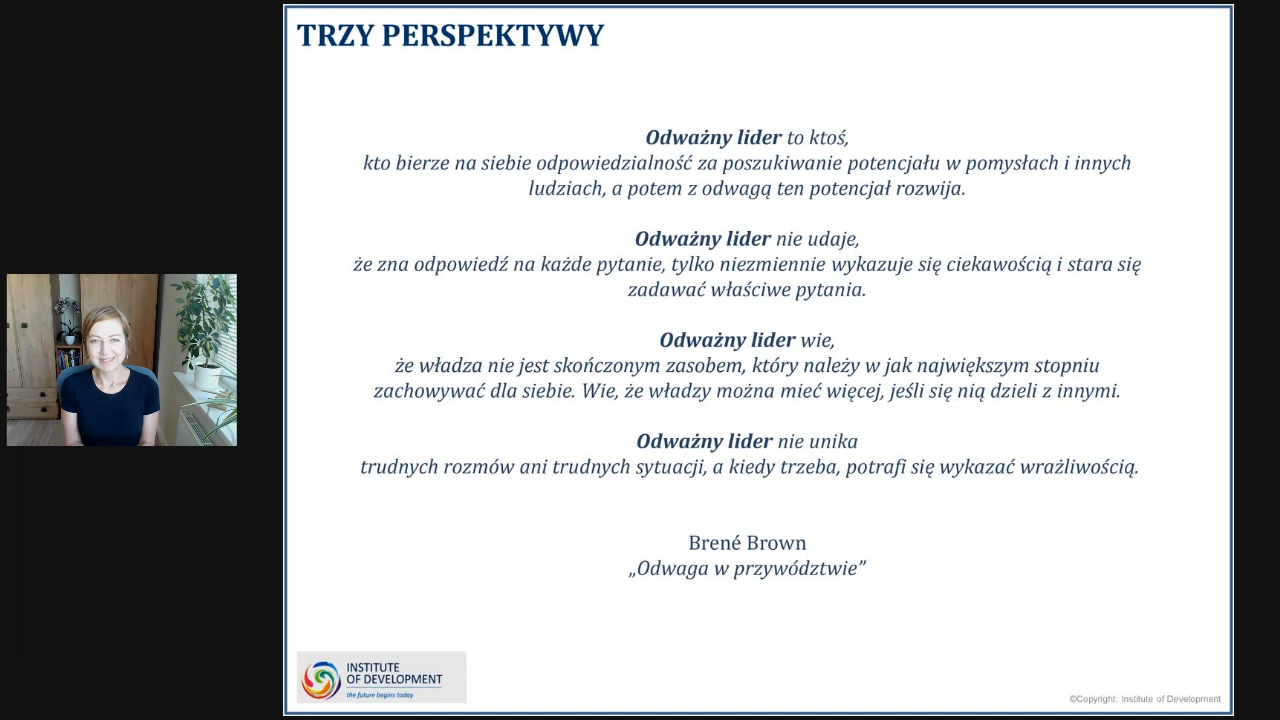 TRZY PERSPEKTYWY
Odważny lider to ktoś,
kto bierze na siebie odpowiedzialność za poszukiwanie potencjału w pomysłach i innych
ludziach, a potem z odwagą ten potencjał rozwija.
Odważny lider nie udaje,
że zna odpowiedź na każde pytanie, tylko niezmiennie wykazuje się ciekawością i stara się
zadawać właściwe pytania.
Odważny lider wie,
że władza nie jest skończonym zasobem, który należy w jak największym stopniu
zachowywać dla siebie. Wie, że władzy można mieć więcej, jeśli się nią dzieli z innymi.
Odważny lider nie unika
trudnych rozmów ani trudnych sytuacji, a kiedy trzeba, potrafi się wykazać wrażliwością.
Brené Brown
„Odwaga w przywództwie”
INSTITUTE
OF DEVELOPMENT
the future begins today
©Copyright: Institute of Development